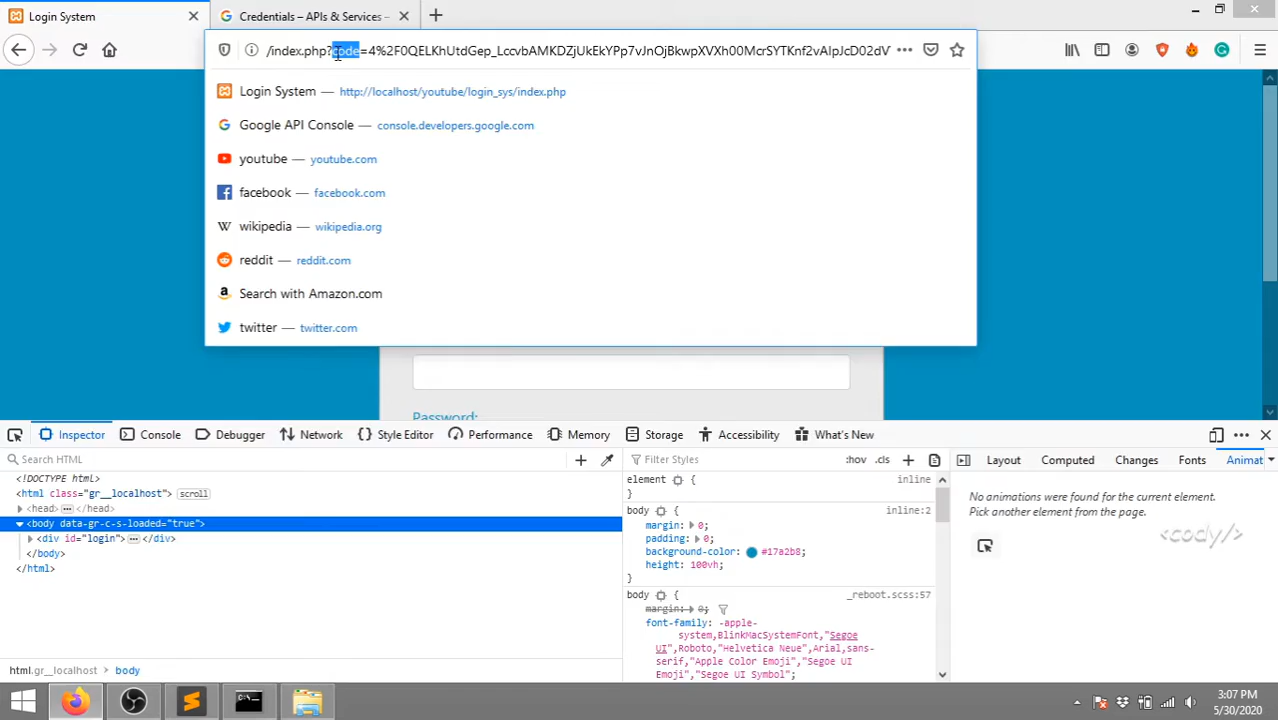 Login System
Credentials – APIs & Services –
/index.php?code=4%2F0QELKhUtdGep_LccvbAMKDZjUkEkYPp7vJnOjBkwpXVXh00McrSYTKnf2vAIpJcD02dV
Login System — http://localhost/youtube/login_sys/index.php
Google API Console — console.developers.google.com
youtube — youtube.com
facebook — facebook.com
wikipedia — wikipedia.org
reddit — reddit.com
Search with Amazon.com
twitter — twitter.com
Password:
Inspector Console Debugger Network Style Editor Performance Memory Storage Accessibility What's New
Search HTML
Filter Styles :hov .cls
Layout Computed Changes Fonts Animat
<!DOCTYPE html>
<html class="gr__localhost"> scroll
<head> ••• </head>
<body data-gr-c-s-loaded="true">
<div id="login"> ••• </div>
</body>
</html>
element { inline
}
body { inline:2
margin: 0;
padding: 0;
background-color: #17a2b8;
height: 100vh;
}
body { _reboot.scss:57
margin: 0;
font-family: -apple-
system,BlinkMacSystemFont,"Segoe
UI",Roboto,"Helvetica Neue",Arial,sans-
serif,"Apple Color Emoji","Segoe UI
Emoji","Segoe UI Symbol";
No animations were found for the current element.
Pick another element from the page.
<cody/>
html.gr__localhost body
3:07 PM
5/30/2020